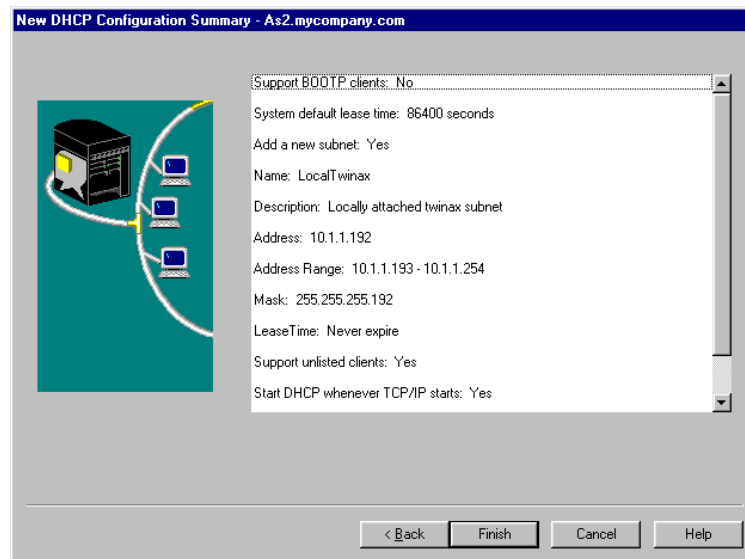 New DHCP Configuration Summary - As2.mycompany.com
Support BOOTP clients: No
System default lease time: 86400 seconds
Add a new subnet: Yes
Name: LocalTwinax
Description: Locally attached twinax subnet
Address: 10.1.1.192
Address Range: 10.1.1.193 - 10.1.1.254
Mask: 255.255.255.192
LeaseTime: Never expire
Support unlisted clients: Yes
Start DHCP whenever TCP/IP starts: Yes
< Back Finish Cancel Help